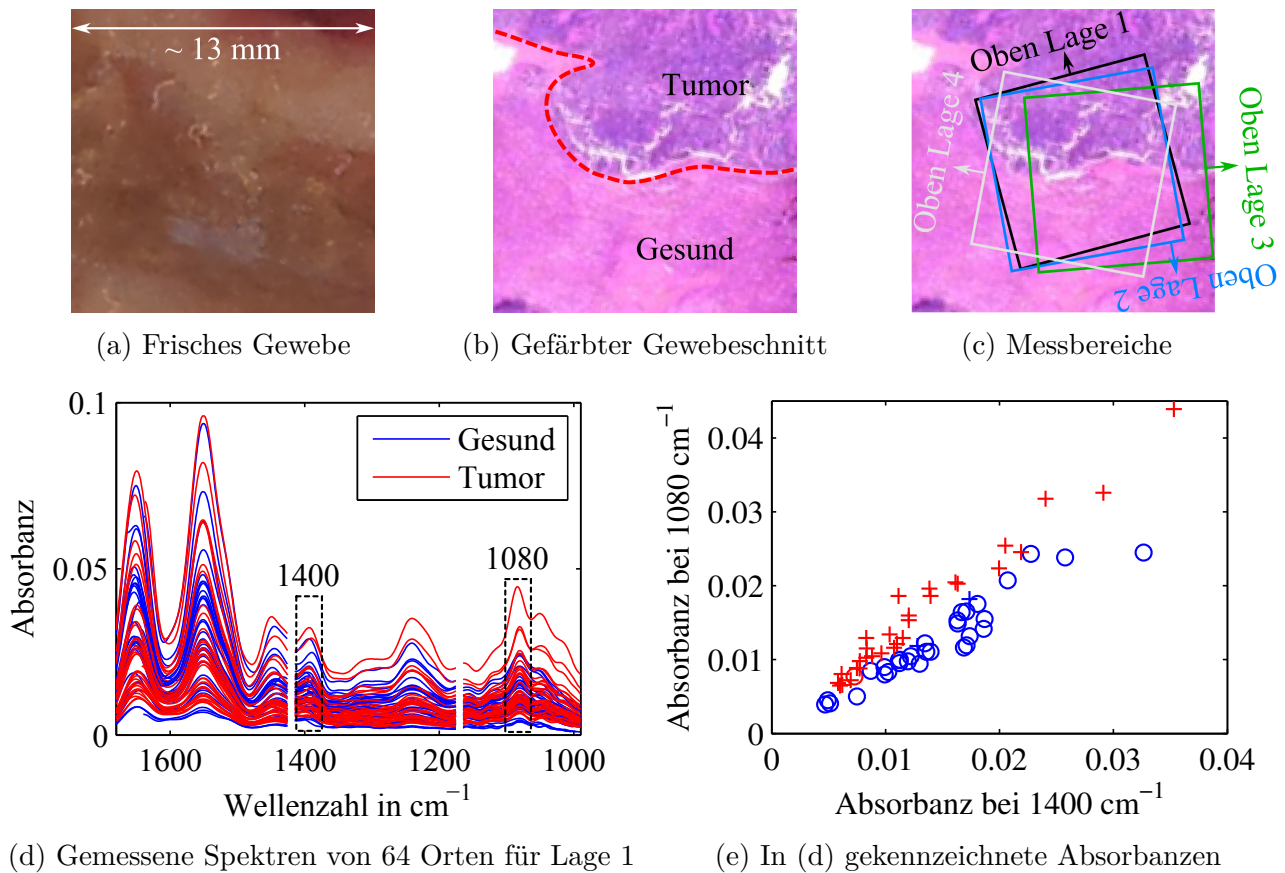 ~ 13 mm
Tumor
Gesund
Oben Lage 1
Oben Lage 4
Oben Lage 3
Oben Lage 2
(a) Frisches Gewebe
(b) Gefärbter Gewebeschnitt
(c) Messbereiche
0.1
0.05
0
Absorbanz
Gesund
Tumor
1400
1080
1600
1400
1200
1000
Wellenzahl in cm⁻¹
0.04
0.03
0.02
0.01
0
Absorbanz bei 1080 cm⁻¹
0
0.01
0.02
0.03
0.04
Absorbanz bei 1400 cm⁻¹
(d) Gemessene Spektren von 64 Orten für Lage 1
(e) In (d) gekennzeichnete Absorbanzen